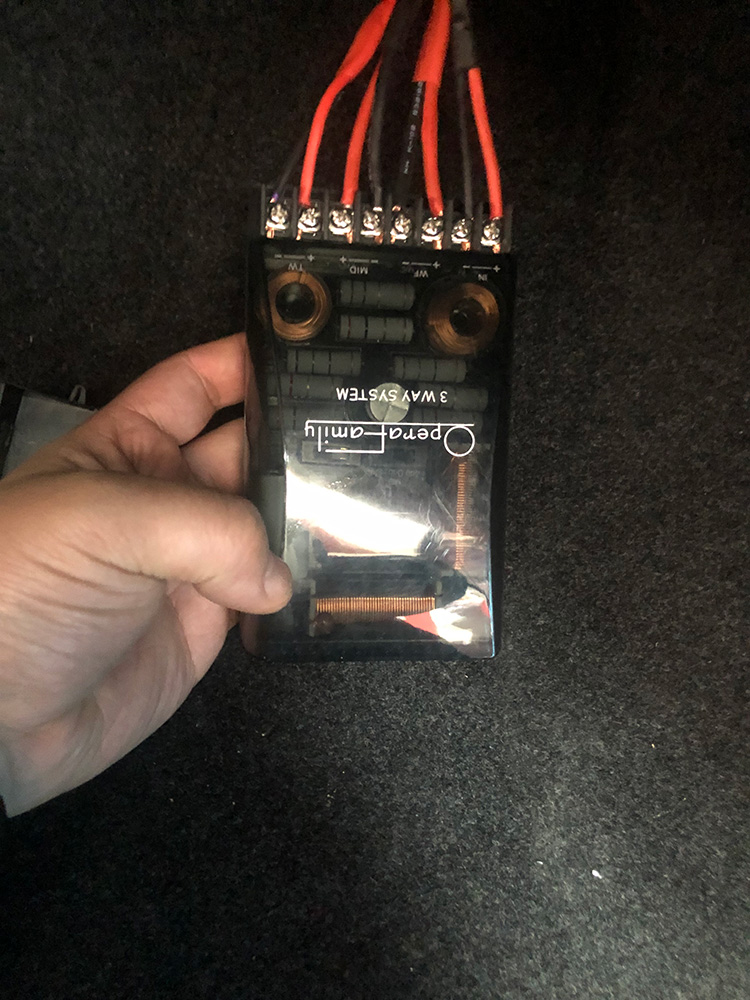 OperaFamily
3 WAY SYSTEM
IN WF MID TW
+ - + - - + + -